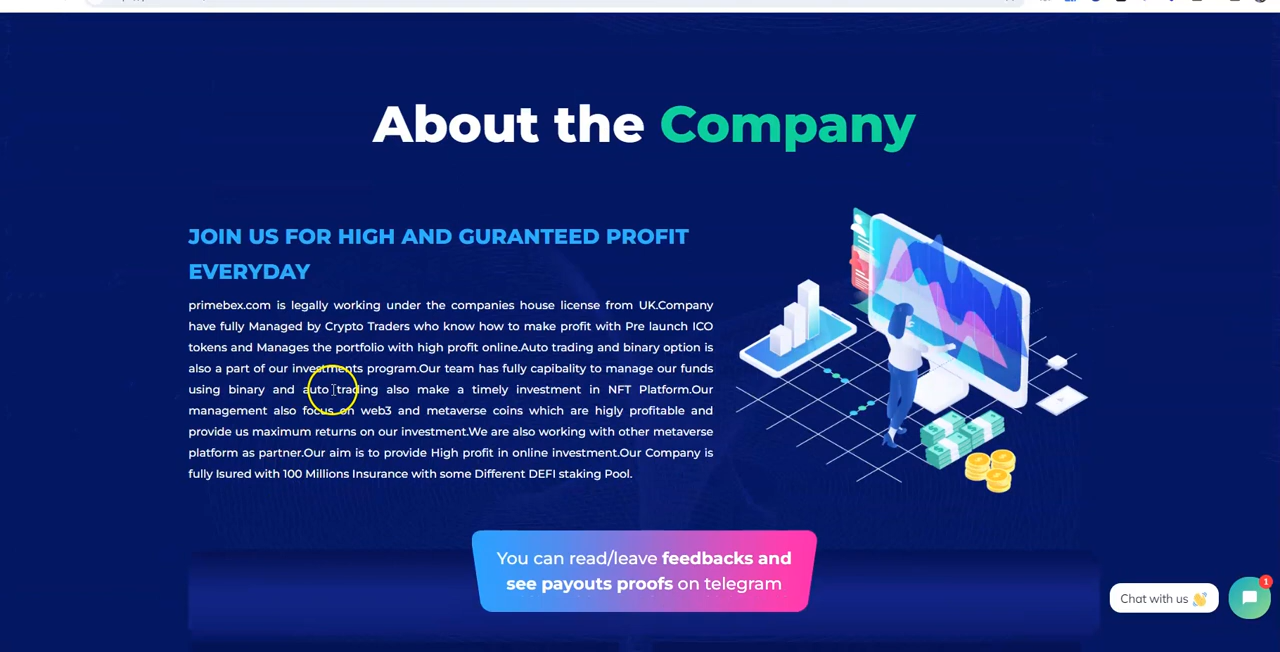 About the Company
JOIN US FOR HIGH AND GURANTEED PROFIT
EVERYDAY
primebex.com is legally working under the companies house license from UK.Company
have fully Managed by Crypto Traders who know how to make profit with Pre launch ICO
tokens and Manages the portfolio with high profit online.Auto trading and binary option is
also a part of our investments program.Our team has fully capibality to manage our funds
using binary and auto trading also make a timely investment in NFT Platform.Our
management also focus on web3 and metaverse coins which are higly profitable and
provide us maximum returns on our investment.We are also working with other metaverse
platform as partner.Our aim is to provide High profit in online investment.Our Company is
fully Isured with 100 Millions Insurance with some Different DEFI staking Pool.
You can read/leave feedbacks and
see payouts proofs on telegram
Chat with us 👋
1